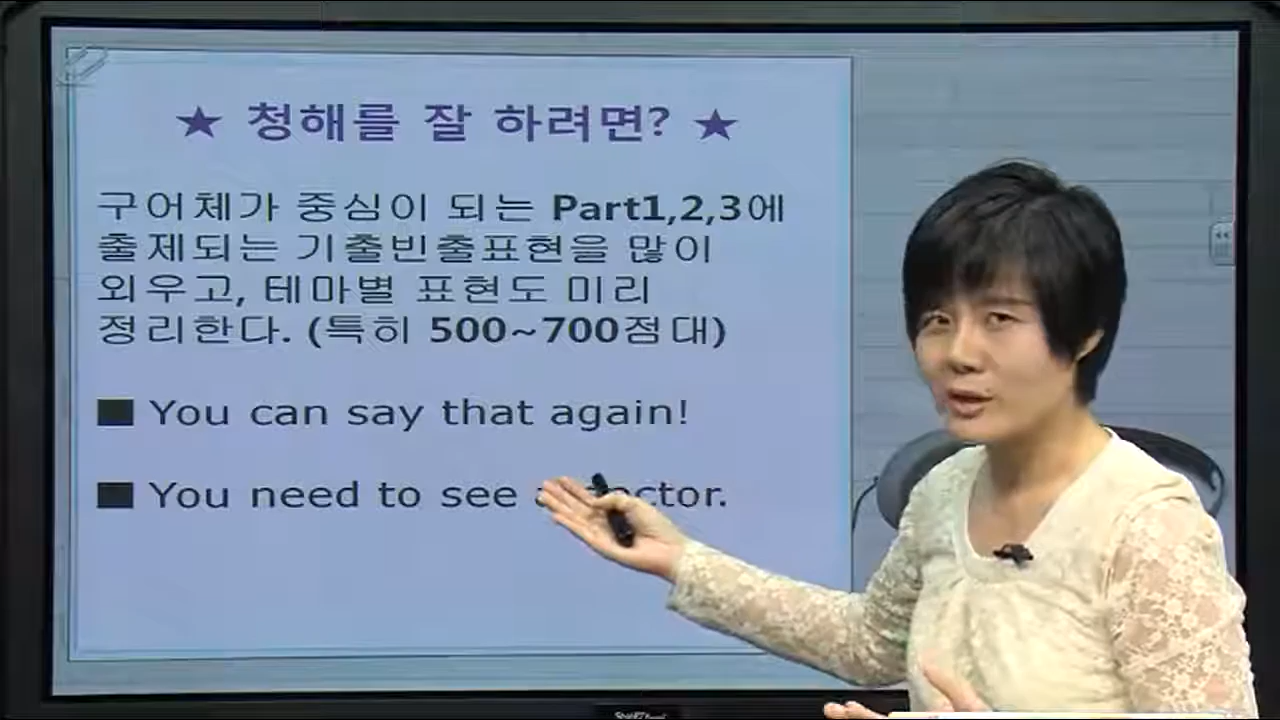 ★ 청해를 잘 하려면? ★
구어체가 중심이 되는 Part1,2,3에
출제되는 기출빈출표현을 많이
외우고, 테마별 표현도 미리
정리한다. (특히 500~700점대)
■ You can say that again!
■ You need to see